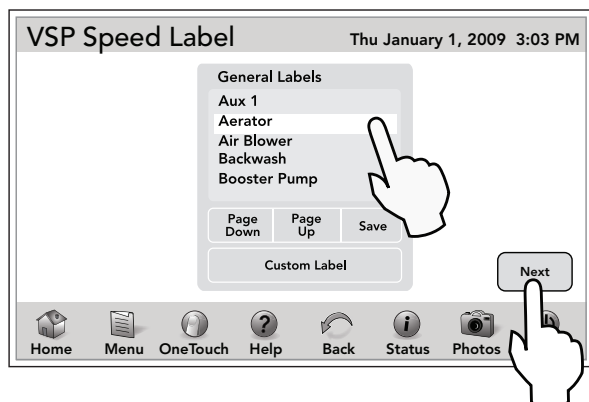 VSP Speed Label
Thu January 1, 2009 3:03 PM
General Labels
Aux 1
Aerator
Air Blower
Backwash
Booster Pump
Page Down
Page Up
Save
Custom Label
Next
Home
Menu
OneTouch
Help
Back
Status
Photos